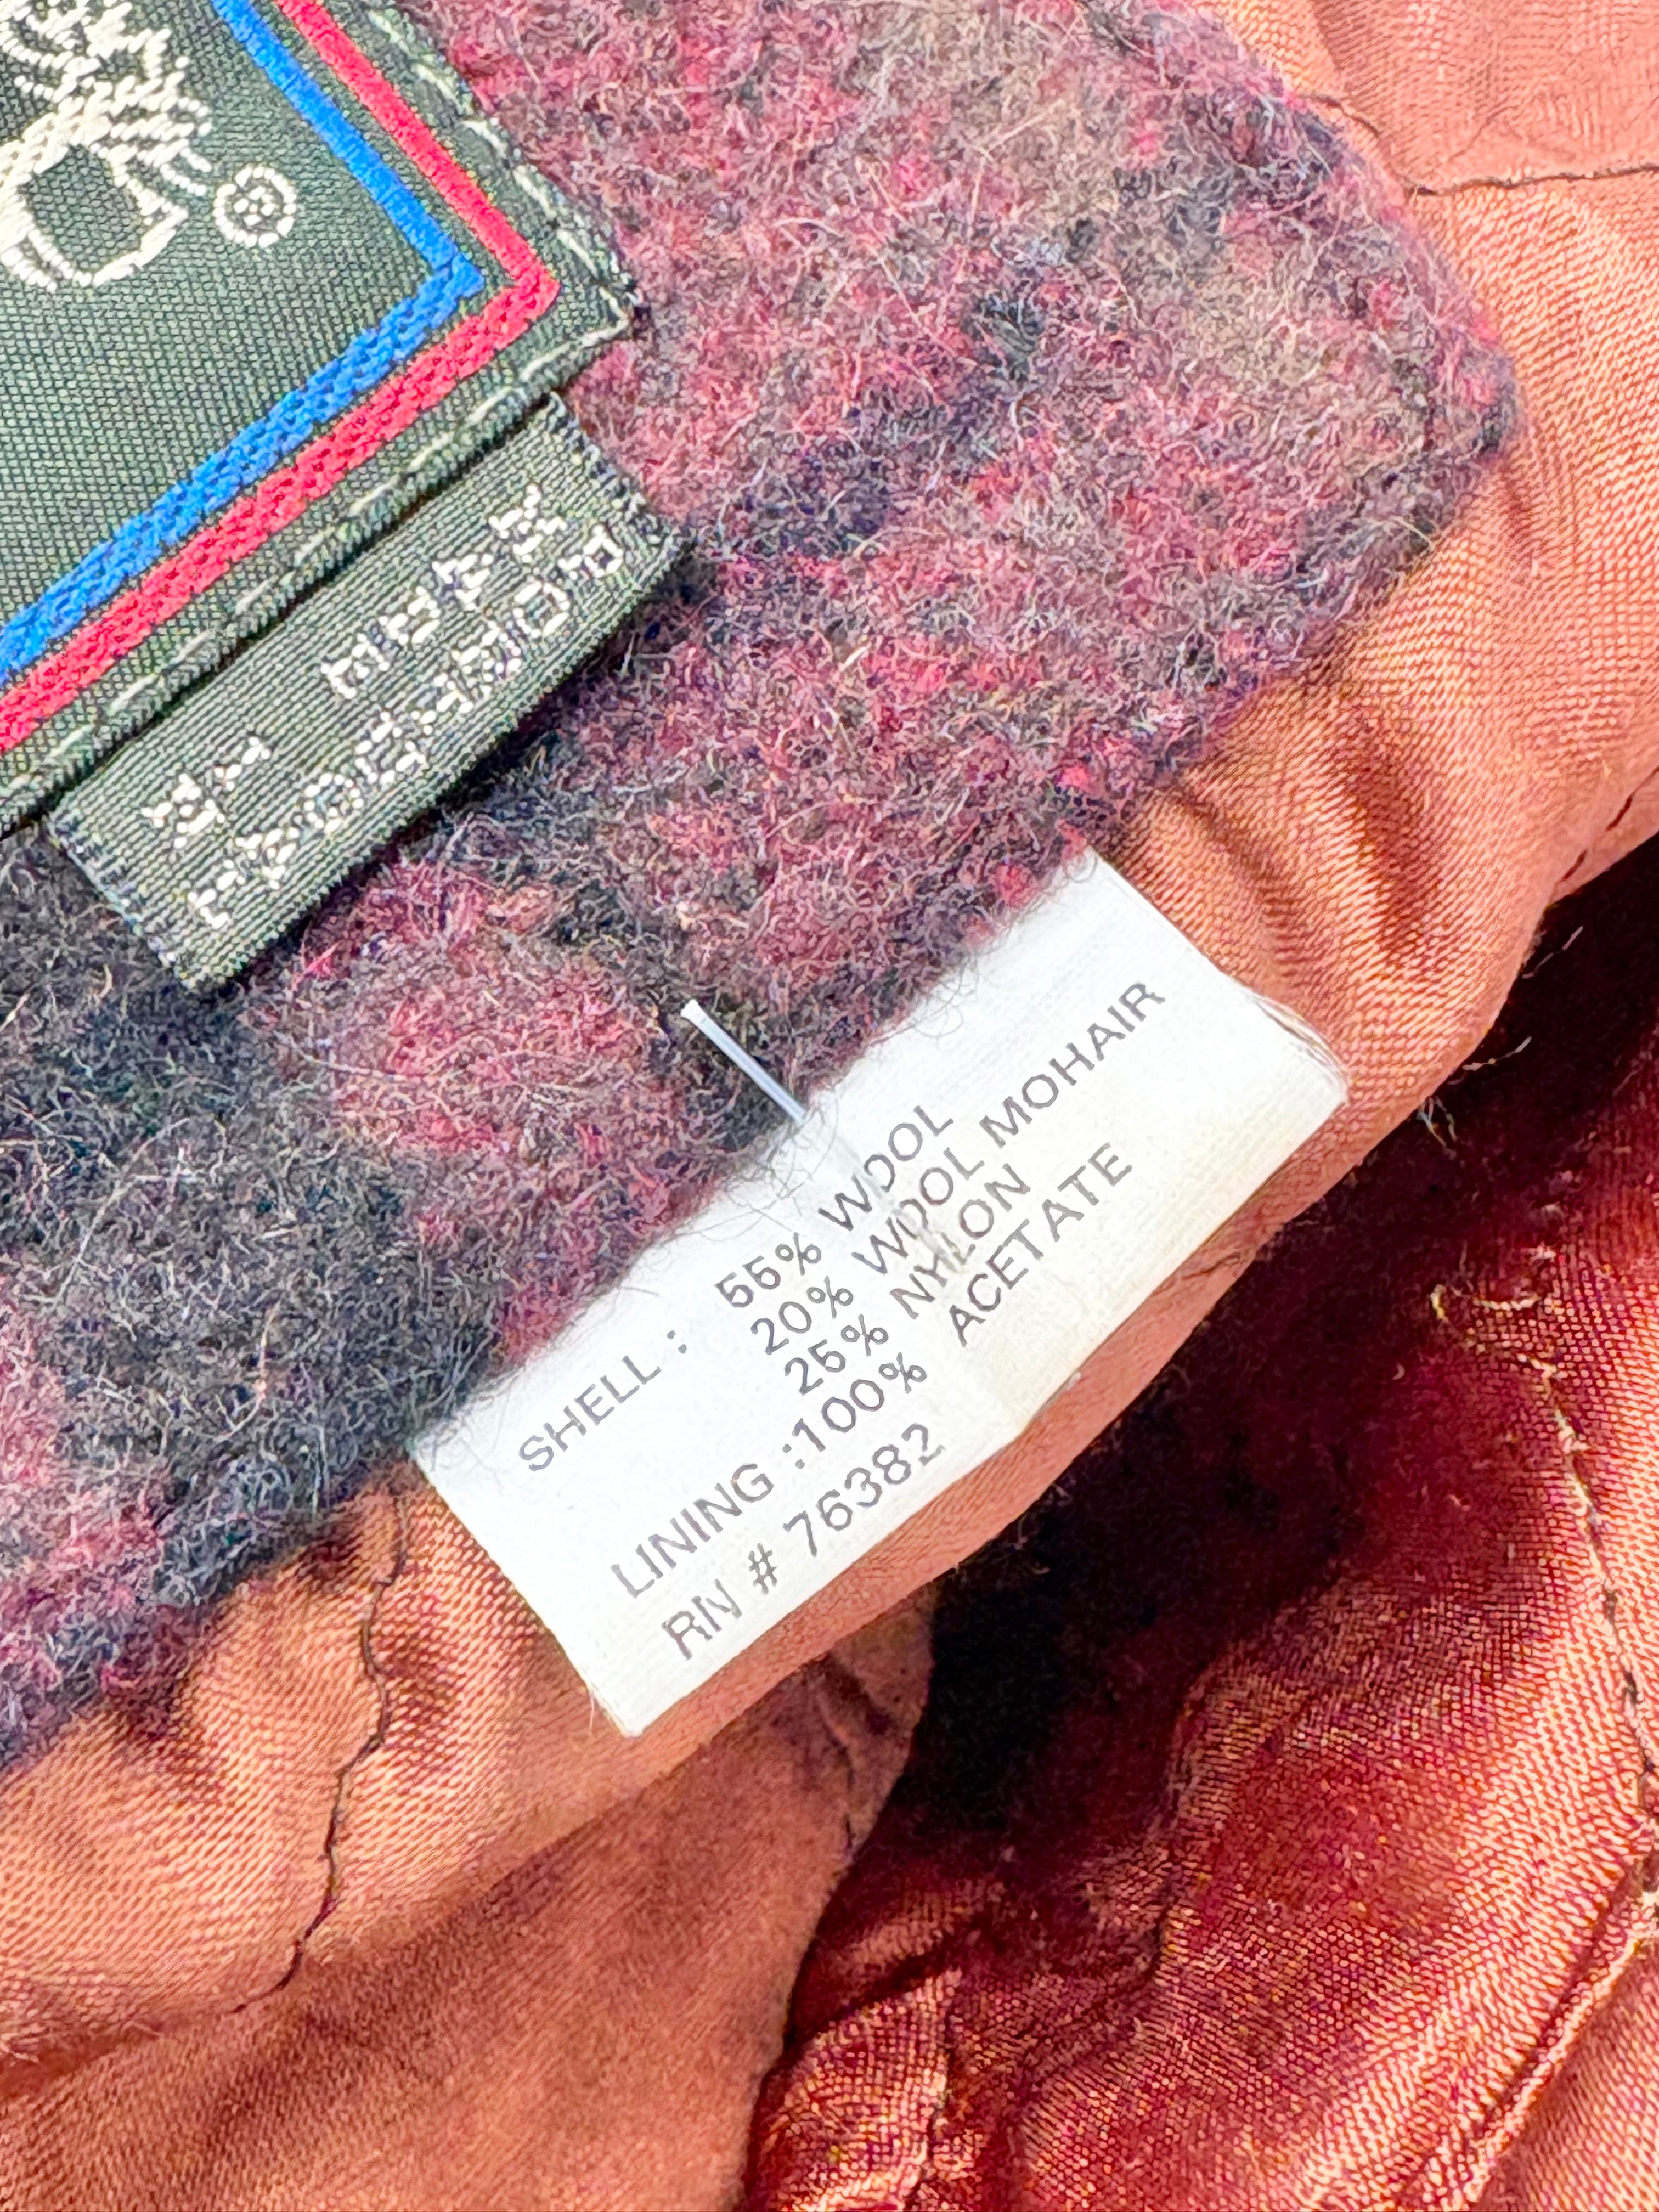 SHELL : 55% WOOL
20% WOOL MOHAIR
25% NYLON
LINING :100% ACETATE
RN # 76382